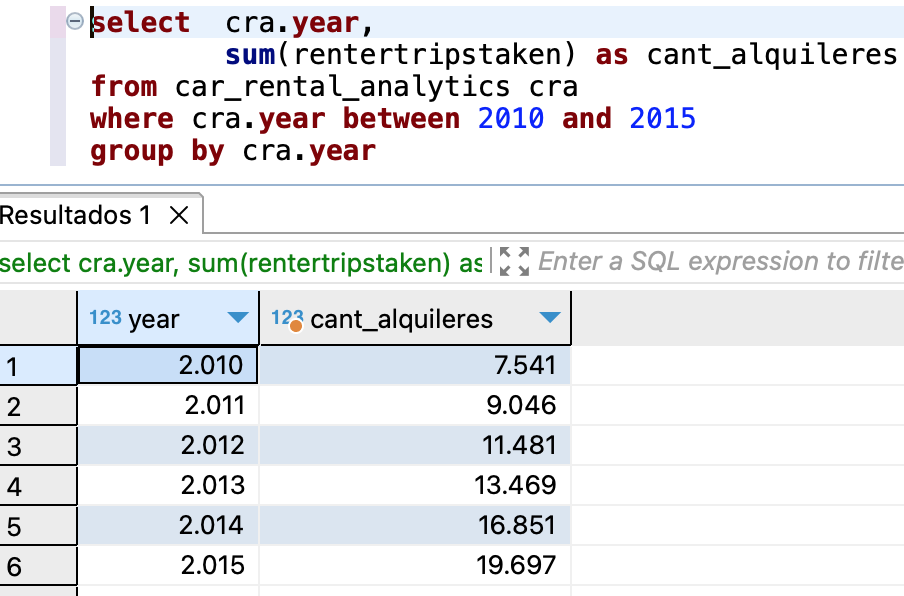 select  cra.year,
        sum(rentertripstaken) as cant_alquileres
from car_rental_analytics cra
where cra.year between 2010 and 2015
group by cra.year
Resultados 1 ×
select cra.year, sum(rentertripstaken) as Enter a SQL expression to filte
123 year 123 cant_alquileres
1 2.010 7.541
2 2.011 9.046
3 2.012 11.481
4 2.013 13.469
5 2.014 16.851
6 2.015 19.697